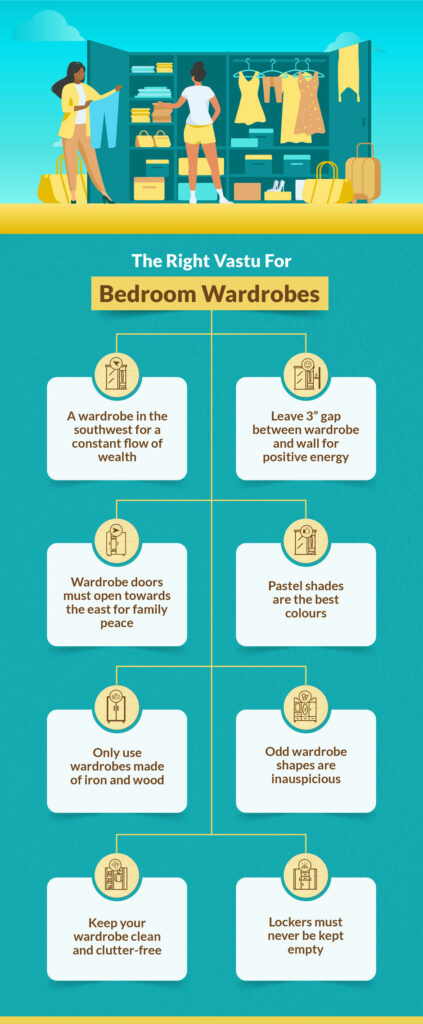 The Right Vastu For
Bedroom Wardrobes
A wardrobe in the
southwest for a
constant flow of
wealth
Leave 3” gap
between wardrobe
and wall for
positive energy
Wardrobe doors
must open towards
the east for family
peace
Pastel shades
are the best
colours
Only use
wardrobes made
of iron and wood
Odd wardrobe
shapes are
inauspicious
Keep your
wardrobe clean
and clutter-free
Lockers must
never be kept
empty